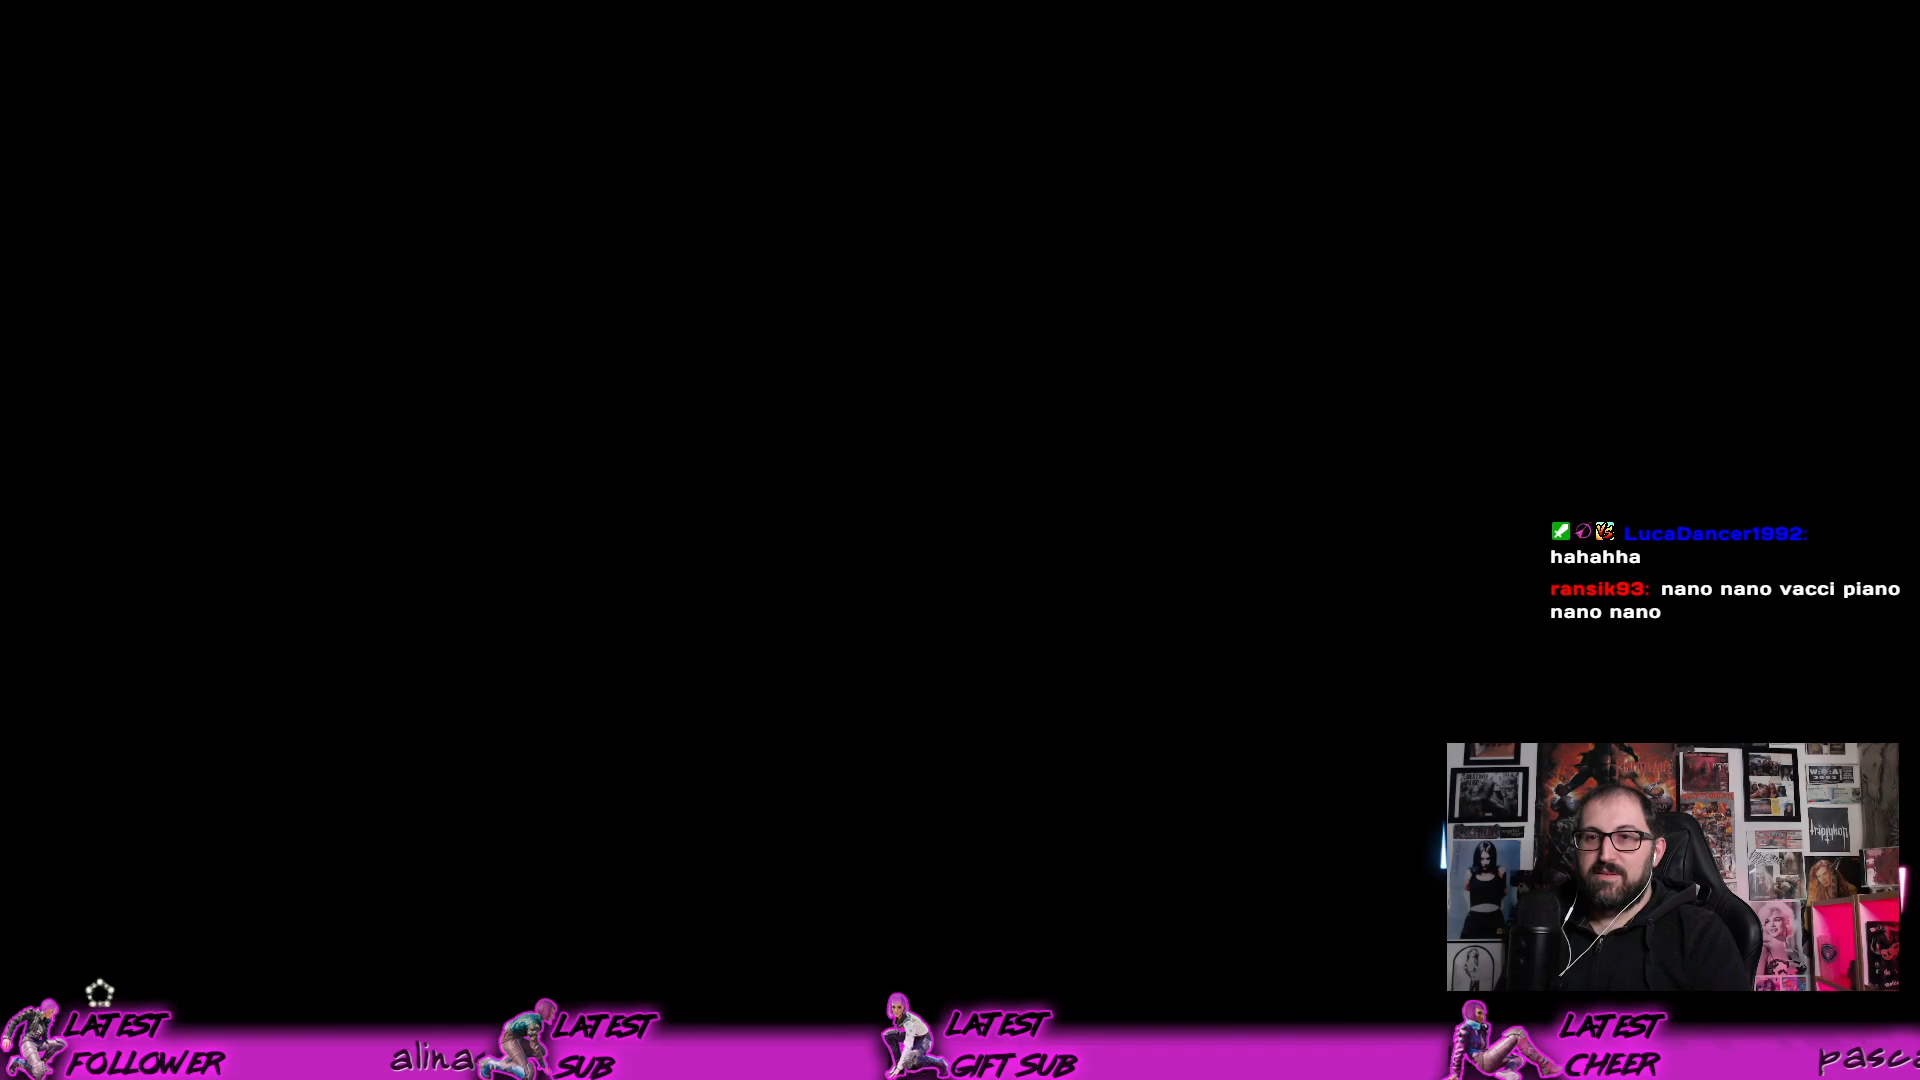 LucaDancer1992:
hahahha
ransik93: nano nano vacci piano
nano nano
LATEST
FOLLOWER
alina
LATEST
SUB
LATEST
GIFT SUB
LATEST
CHEER